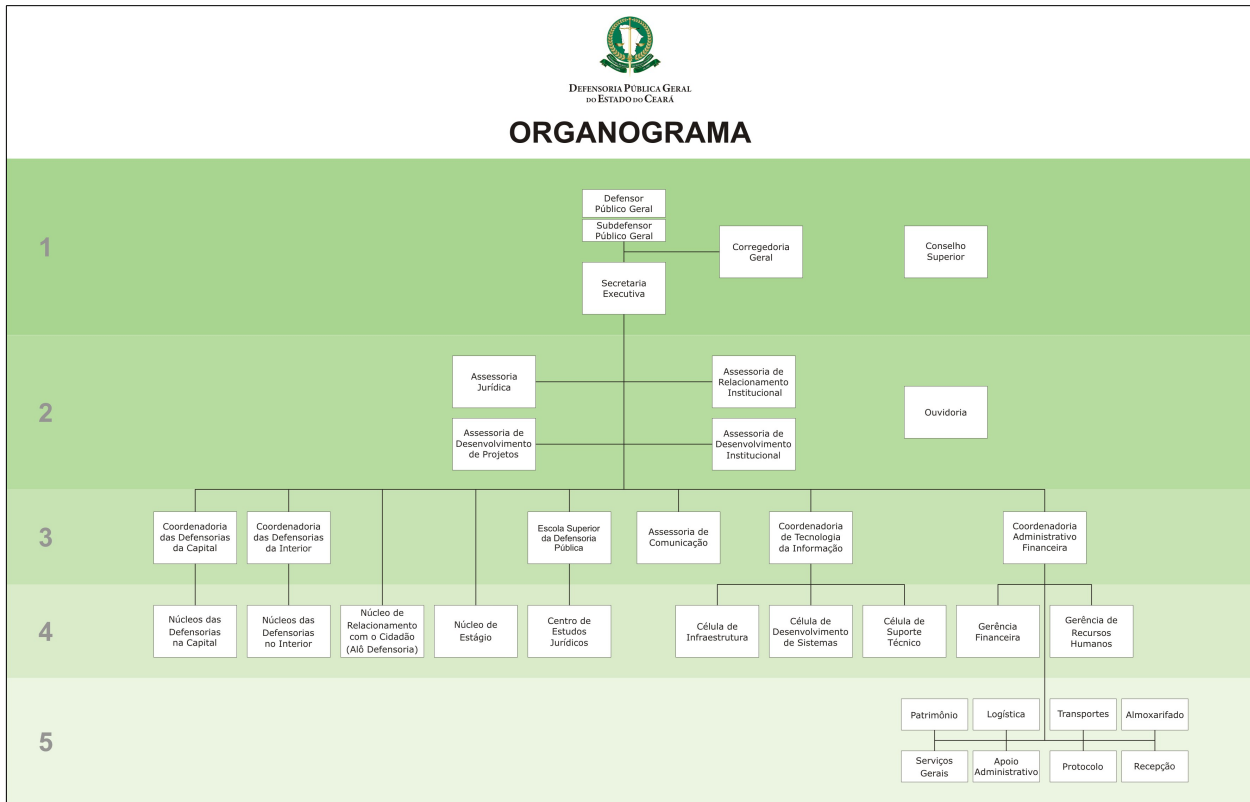 DEFENSORIA PÚBLICA GERAL
DO ESTADO DO CEARÁ
ORGANOGRAMA
1
Defensor
Público Geral
Subdefensor
Público Geral
Corregedoria
Geral
Conselho
Superior
Secretaria
Executiva
2
Assessoria
Jurídica
Assessoria de
Relacionamento
Institucional
Ouvidoria
Assessoria de
Desenvolvimento
de Projetos
Assessoria de
Desenvolvimento
Institucional
3
Coordenadoria
das Defensorias
da Capital
Coordenadoria
das Defensorias
da Interior
Escola Superior
da Defensoria
Pública
Assessoria de
Comunicação
Coordenadoria
de Tecnologia
da Informação
Coordenadoria
Administrativo
Financeira
4
Núcleos das
Defensorias
na Capital
Núcleos das
Defensorias
no Interior
Núcleo de
Relacionamento
com o Cidadão
(Alô Defensoria)
Núcleo de
Estágio
Centro de
Estudos
Jurídicos
Célula de
Infraestrutura
Célula de
Desenvolvimento
de Sistemas
Célula de
Suporte
Técnico
Gerência
Financeira
Gerência de
Recursos
Humanos
5
Patrimônio
Logística
Transportes
Almoxarifado
Serviços
Gerais
Apoio
Administrativo
Protocolo
Recepção